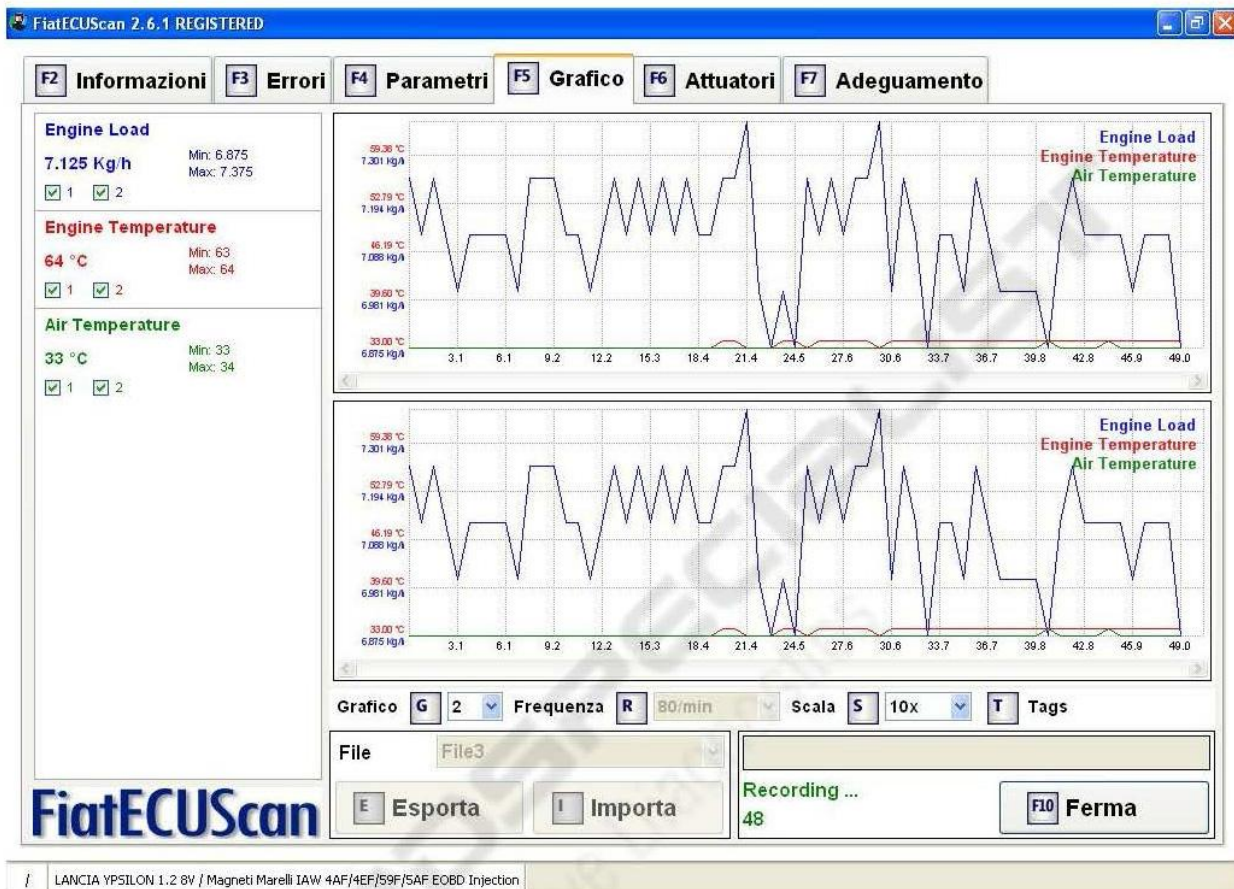 FiatECUScan 2.6.1 REGISTERED
F2 Informazioni F3 Errori F4 Parametri F5 Grafico F6 Attuatori F7 Adeguamento
Engine Load
7.125 Kg/h
Min: 6.875
Max: 7.375
1 2
Engine Temperature
64 °C
Min: 63
Max: 64
1 2
Air Temperature
33 °C
Min: 33
Max: 34
1 2
Engine Load
Engine Temperature
Air Temperature
59.38 °C
7.301 Kg/h
52.79 °C
7.194 Kg/h
46.19 °C
7.088 Kg/h
39.60 °C
6.981 Kg/h
33.00 °C
6.875 Kg/h
3.1 6.1 9.2 12.2 15.3 18.4 21.4 24.5 27.6 30.6 33.7 36.7 39.8 42.8 45.9 49.0
Engine Load
Engine Temperature
Air Temperature
59.38 °C
7.301 Kg/h
52.79 °C
7.194 Kg/h
46.19 °C
7.088 Kg/h
39.60 °C
6.981 Kg/h
33.00 °C
6.875 Kg/h
3.1 6.1 9.2 12.2 15.3 18.4 21.4 24.5 27.6 30.6 33.7 36.7 39.8 42.8 45.9 49.0
Grafico G 2 Frequenza R 80/min Scala S 10x T Tags
File File3
E Esporta I Importa
Recording ...
48
F10 Ferma
FiatECUScan
/ LANCIA YPSILON 1.2 8V / Magneti Marelli IAW 4AF/4EF/59F/5AF EOBD Injection